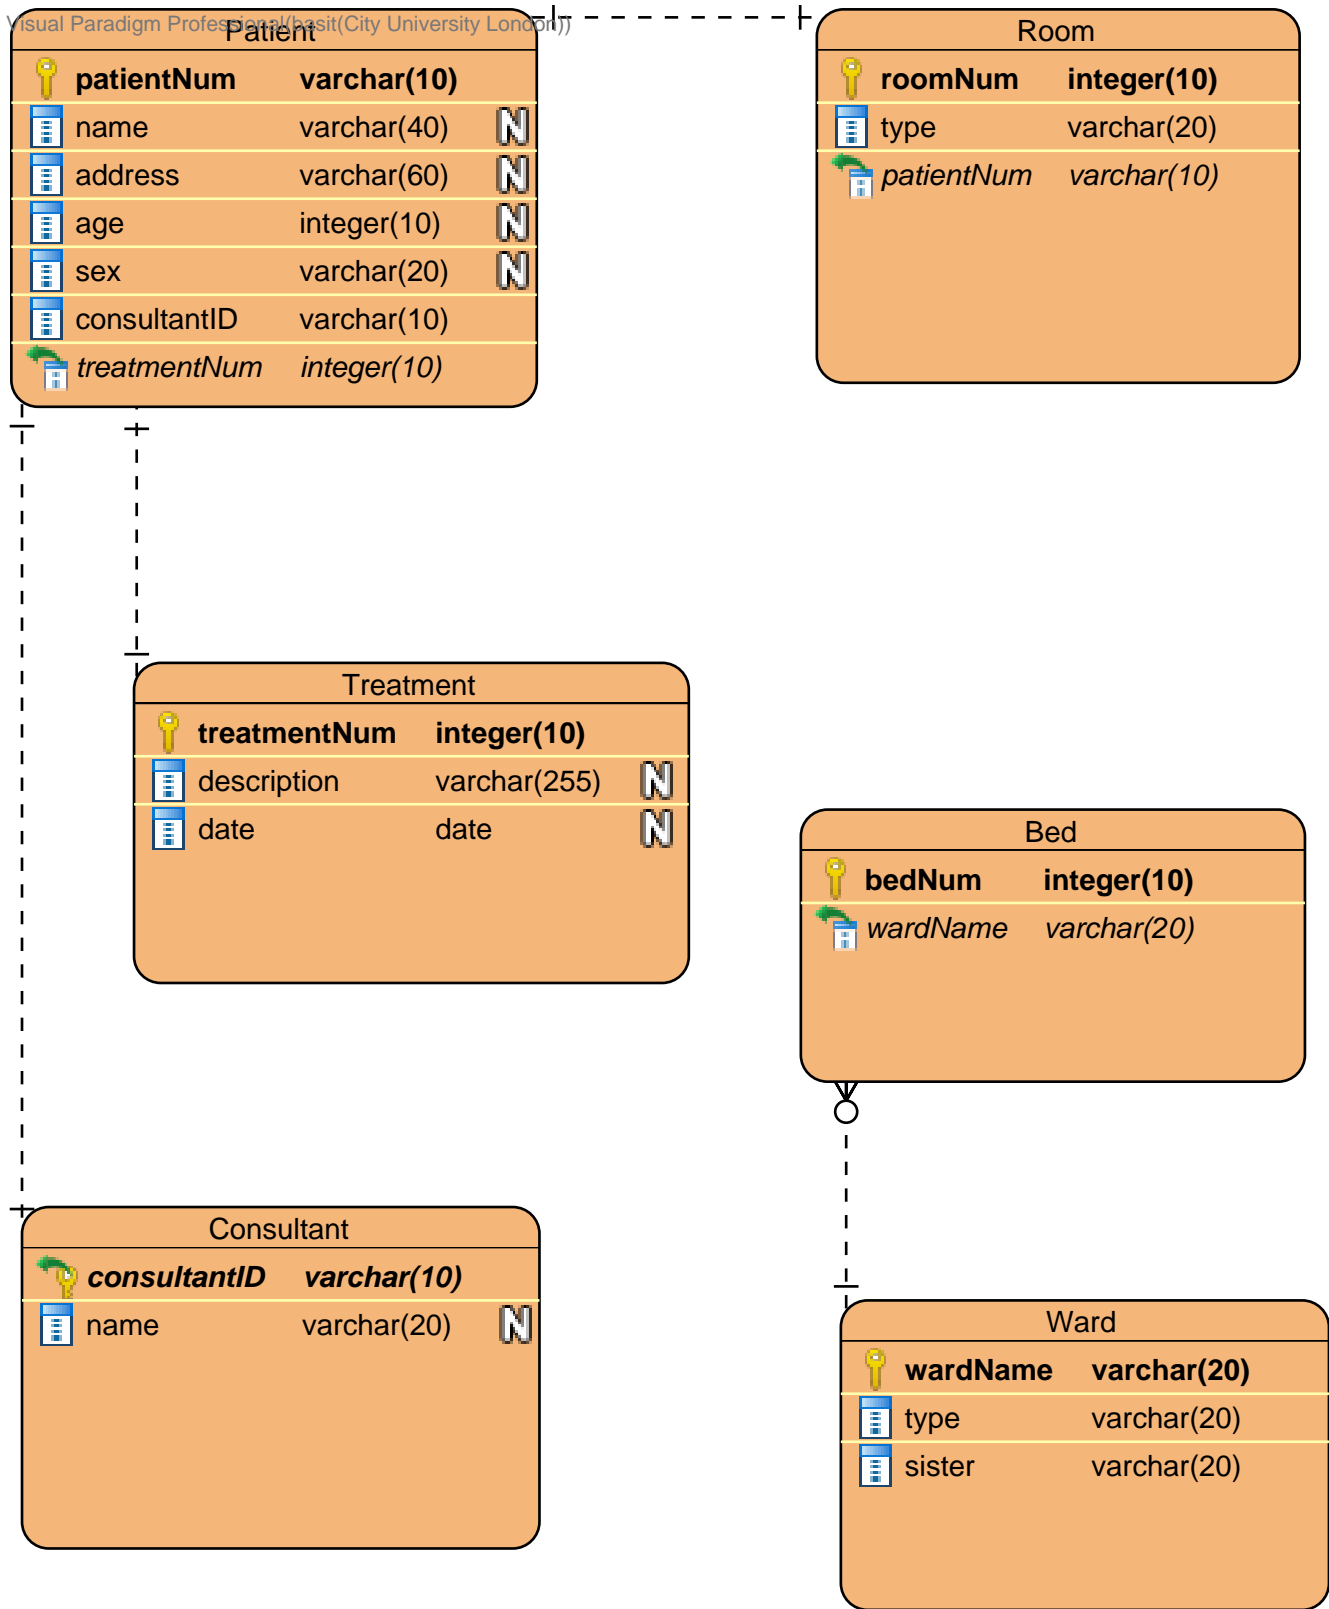 Visual Paradigm Professional(basit(City University London))
Patient
patientNum varchar(10)
name varchar(40) N
address varchar(60) N
age integer(10) N
sex varchar(20) N
consultantID varchar(10)
treatmentNum integer(10)
Room
roomNum integer(10)
type varchar(20)
patientNum varchar(10)
Treatment
treatmentNum integer(10)
description varchar(255) N
date date N
Bed
bedNum integer(10)
wardName varchar(20)
Consultant
consultantID varchar(10)
name varchar(20) N
Ward
wardName varchar(20)
type varchar(20)
sister varchar(20)